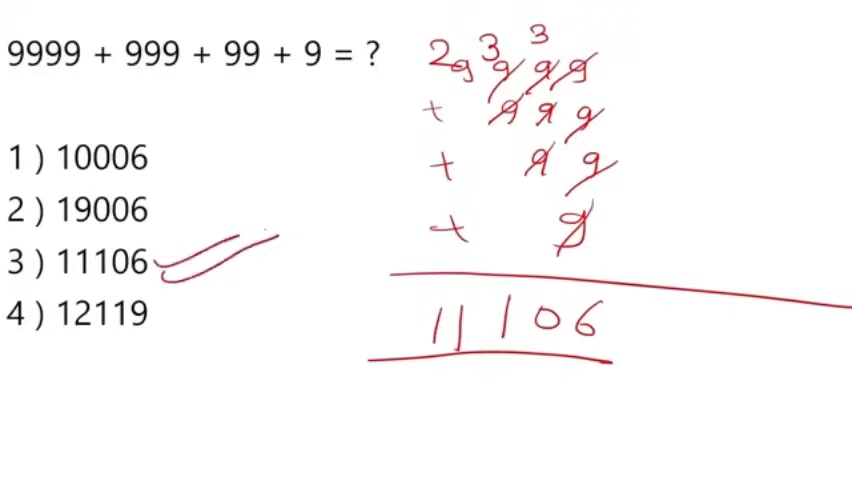 9999 + 999 + 99 + 9 = ?
1 ) 10006
2 ) 19006
3 ) 11106
4 ) 12119
2 3 3
9 9 9 9
+ 9 9 9
+ 9 9
+ 9
11106